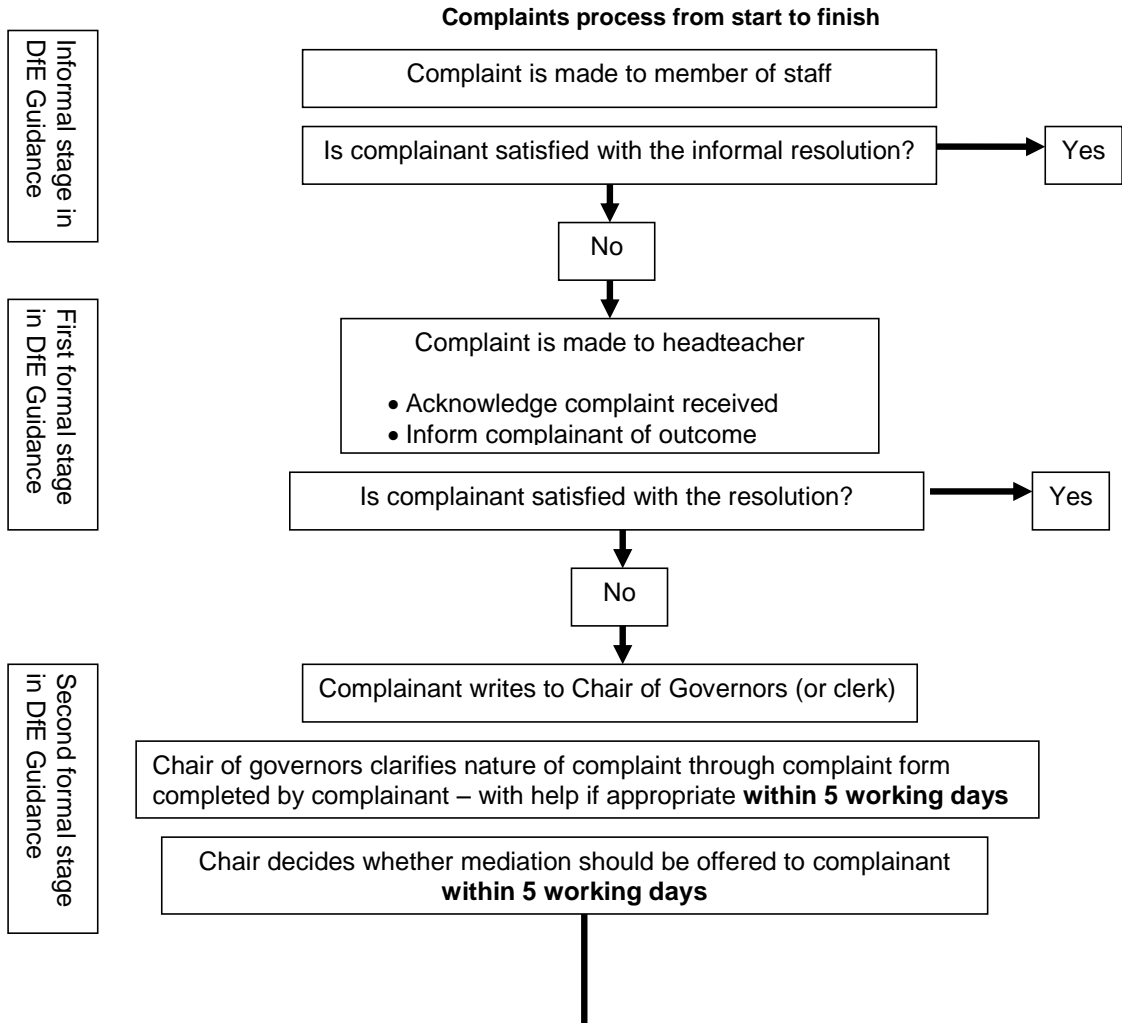 Complaints process from start to finish
Informal stage in
DfE Guidance
Complaint is made to member of staff
Is complainant satisfied with the informal resolution?
Yes
No
First formal stage
in DfE Guidance
Complaint is made to headteacher
• Acknowledge complaint received
• Inform complainant of outcome
Is complainant satisfied with the resolution?
Yes
No
Second formal stage
in DfE Guidance
Complainant writes to Chair of Governors (or clerk)
Chair of governors clarifies nature of complaint through complaint form
completed by complainant – with help if appropriate within 5 working days
Chair decides whether mediation should be offered to complainant
within 5 working days